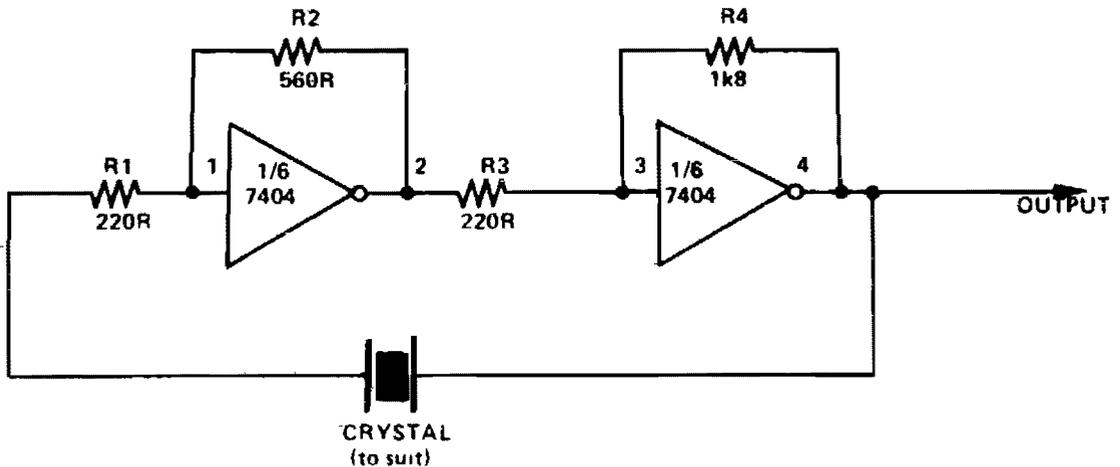 R2
560R
R4
1k8
R1
220R
1
1/6
7404
2
R3
220R
3
1/6
7404
4
OUTPUT
CRYSTAL
(to suit)